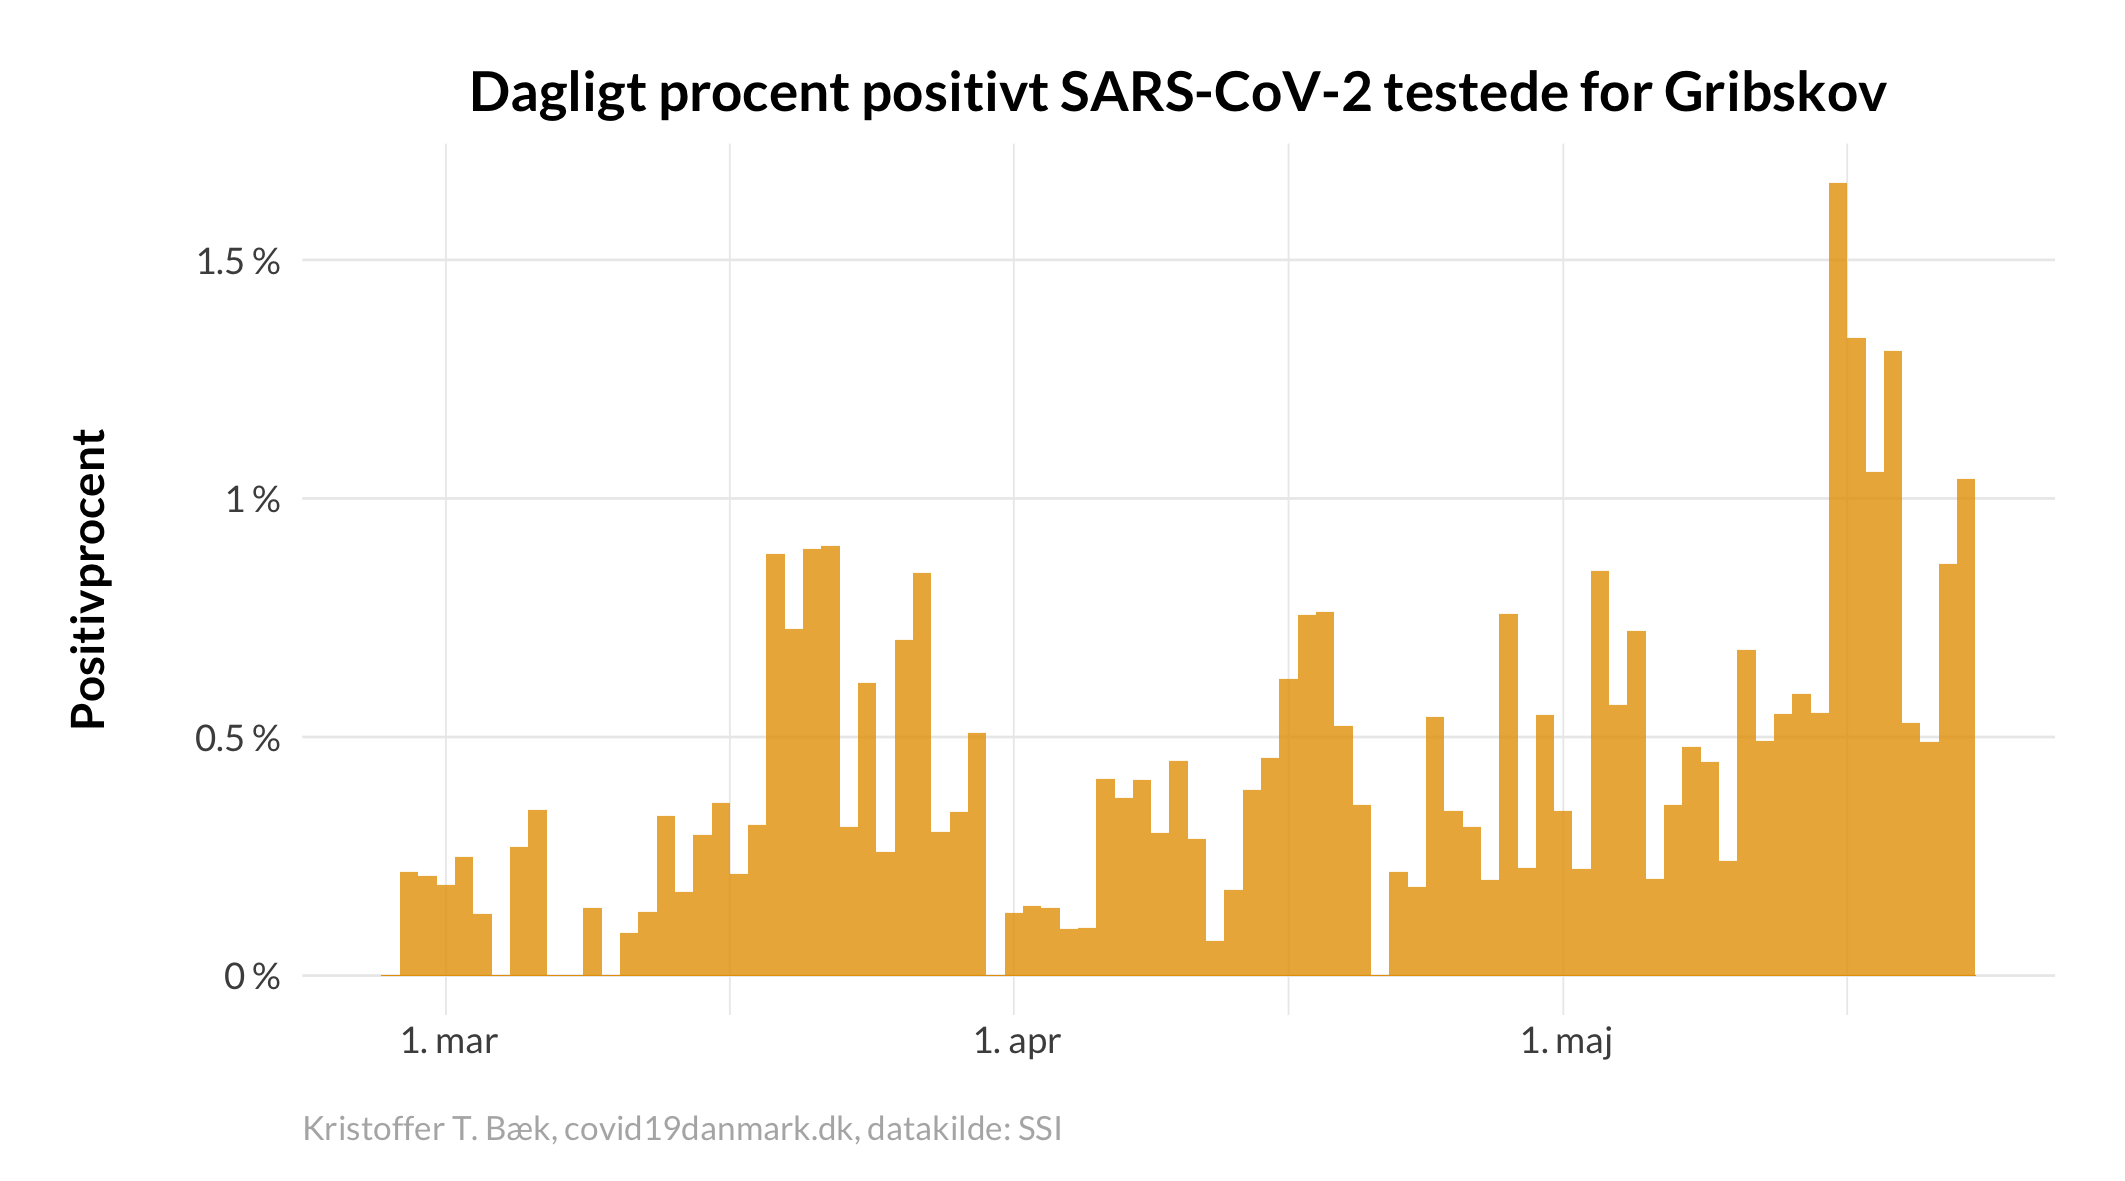 Dagligt procent positivt SARS-CoV-2 testede for Gribskov
Positivprocent
1.5 %
1 %
0.5 %
0 %
1. mar
1. apr
1. maj
Kristoffer T. Bæk, covid19danmark.dk, datakilde: SSI